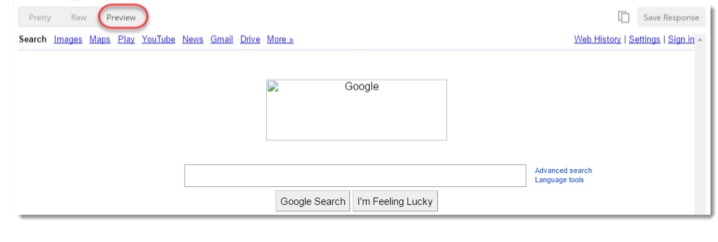 Pretty Raw Preview Save Response
Search Images Maps Play YouTube News Gmail Drive More » Web History | Settings | Sign in
Google
Advanced search
Language tools
Google Search I'm Feeling Lucky